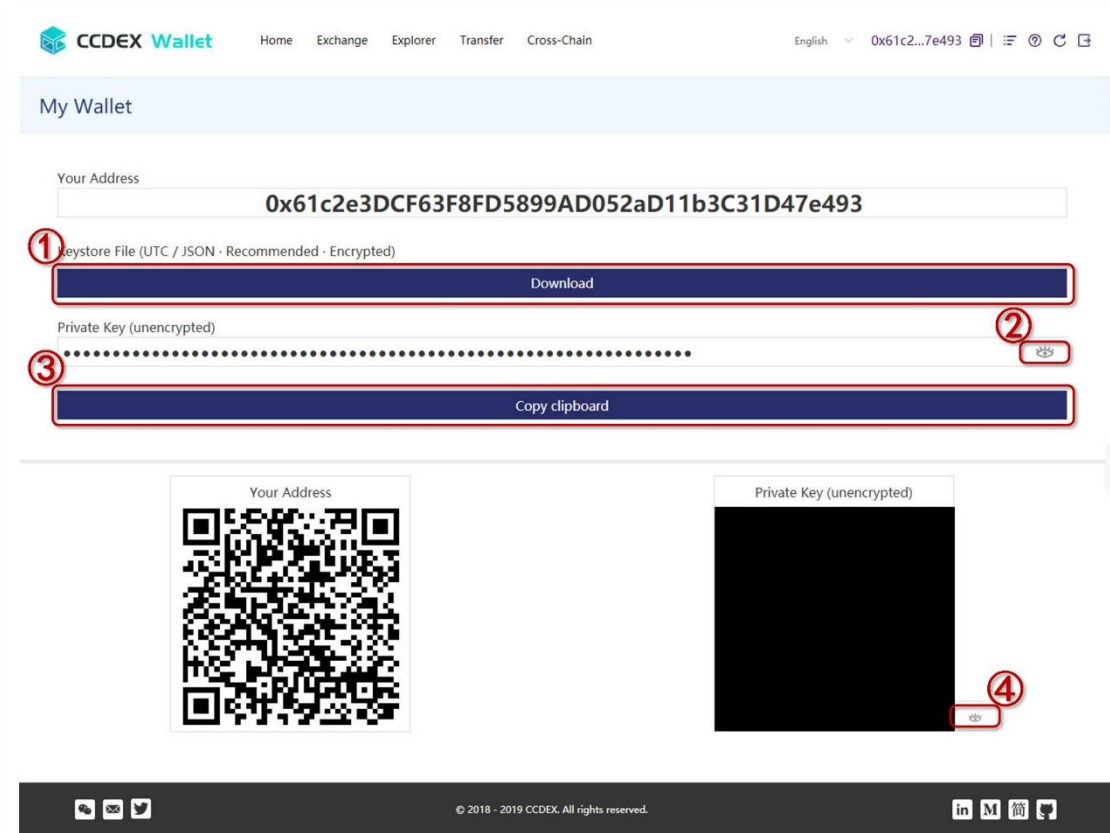 CCDEX Wallet Home Exchange Explorer Transfer Cross-Chain English 0x61c2...7e493
My Wallet
Your Address
0x61c2e3DCF63F8FD5899AD052aD11b3C31D47e493
①
Keystore File (UTC / JSON · Recommended · Encrypted)
Download
Private Key (unencrypted)
②
③
Copy clipboard
Your Address Private Key (unencrypted)
④
© 2018 - 2019 CCDEX. All rights reserved. in M 简